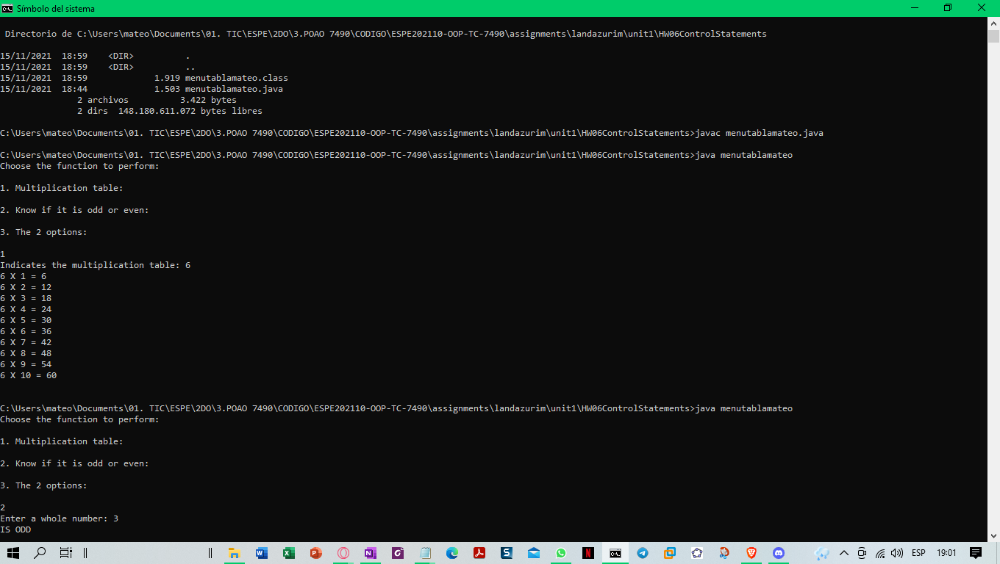 Símbolo del sistema
Directorio de C:\Users\mateo\Documents\01. TIC\ESPE\2DO\3.POAO 7490\CODIGO\ESPE202110-OOP-TC-7490\assignments\landazurim\unit1\HW06ControlStatements
15/11/2021  18:59    <DIR>          .
15/11/2021  18:59    <DIR>          ..
15/11/2021  18:59             1.919 menutablamateo.class
15/11/2021  18:44             1.503 menutablamateo.java
2 archivos          3.422 bytes
2 dirs  148.180.611.072 bytes libres
C:\Users\mateo\Documents\01. TIC\ESPE\2DO\3.POAO 7490\CODIGO\ESPE202110-OOP-TC-7490\assignments\landazurim\unit1\HW06ControlStatements>javac menutablamateo.java
C:\Users\mateo\Documents\01. TIC\ESPE\2DO\3.POAO 7490\CODIGO\ESPE202110-OOP-TC-7490\assignments\landazurim\unit1\HW06ControlStatements>java menutablamateo
Choose the function to perform:
1. Multiplication table:
2. Know if it is odd or even:
3. The 2 options:
1
Indicates the multiplication table: 6
6 X 1 = 6
6 X 2 = 12
6 X 3 = 18
6 X 4 = 24
6 X 5 = 30
6 X 6 = 36
6 X 7 = 42
6 X 8 = 48
6 X 9 = 54
6 X 10 = 60
C:\Users\mateo\Documents\01. TIC\ESPE\2DO\3.POAO 7490\CODIGO\ESPE202110-OOP-TC-7490\assignments\landazurim\unit1\HW06ControlStatements>java menutablamateo
Choose the function to perform:
1. Multiplication table:
2. Know if it is odd or even:
3. The 2 options:
2
Enter a whole number: 3
IS ODD
ESP 19:01